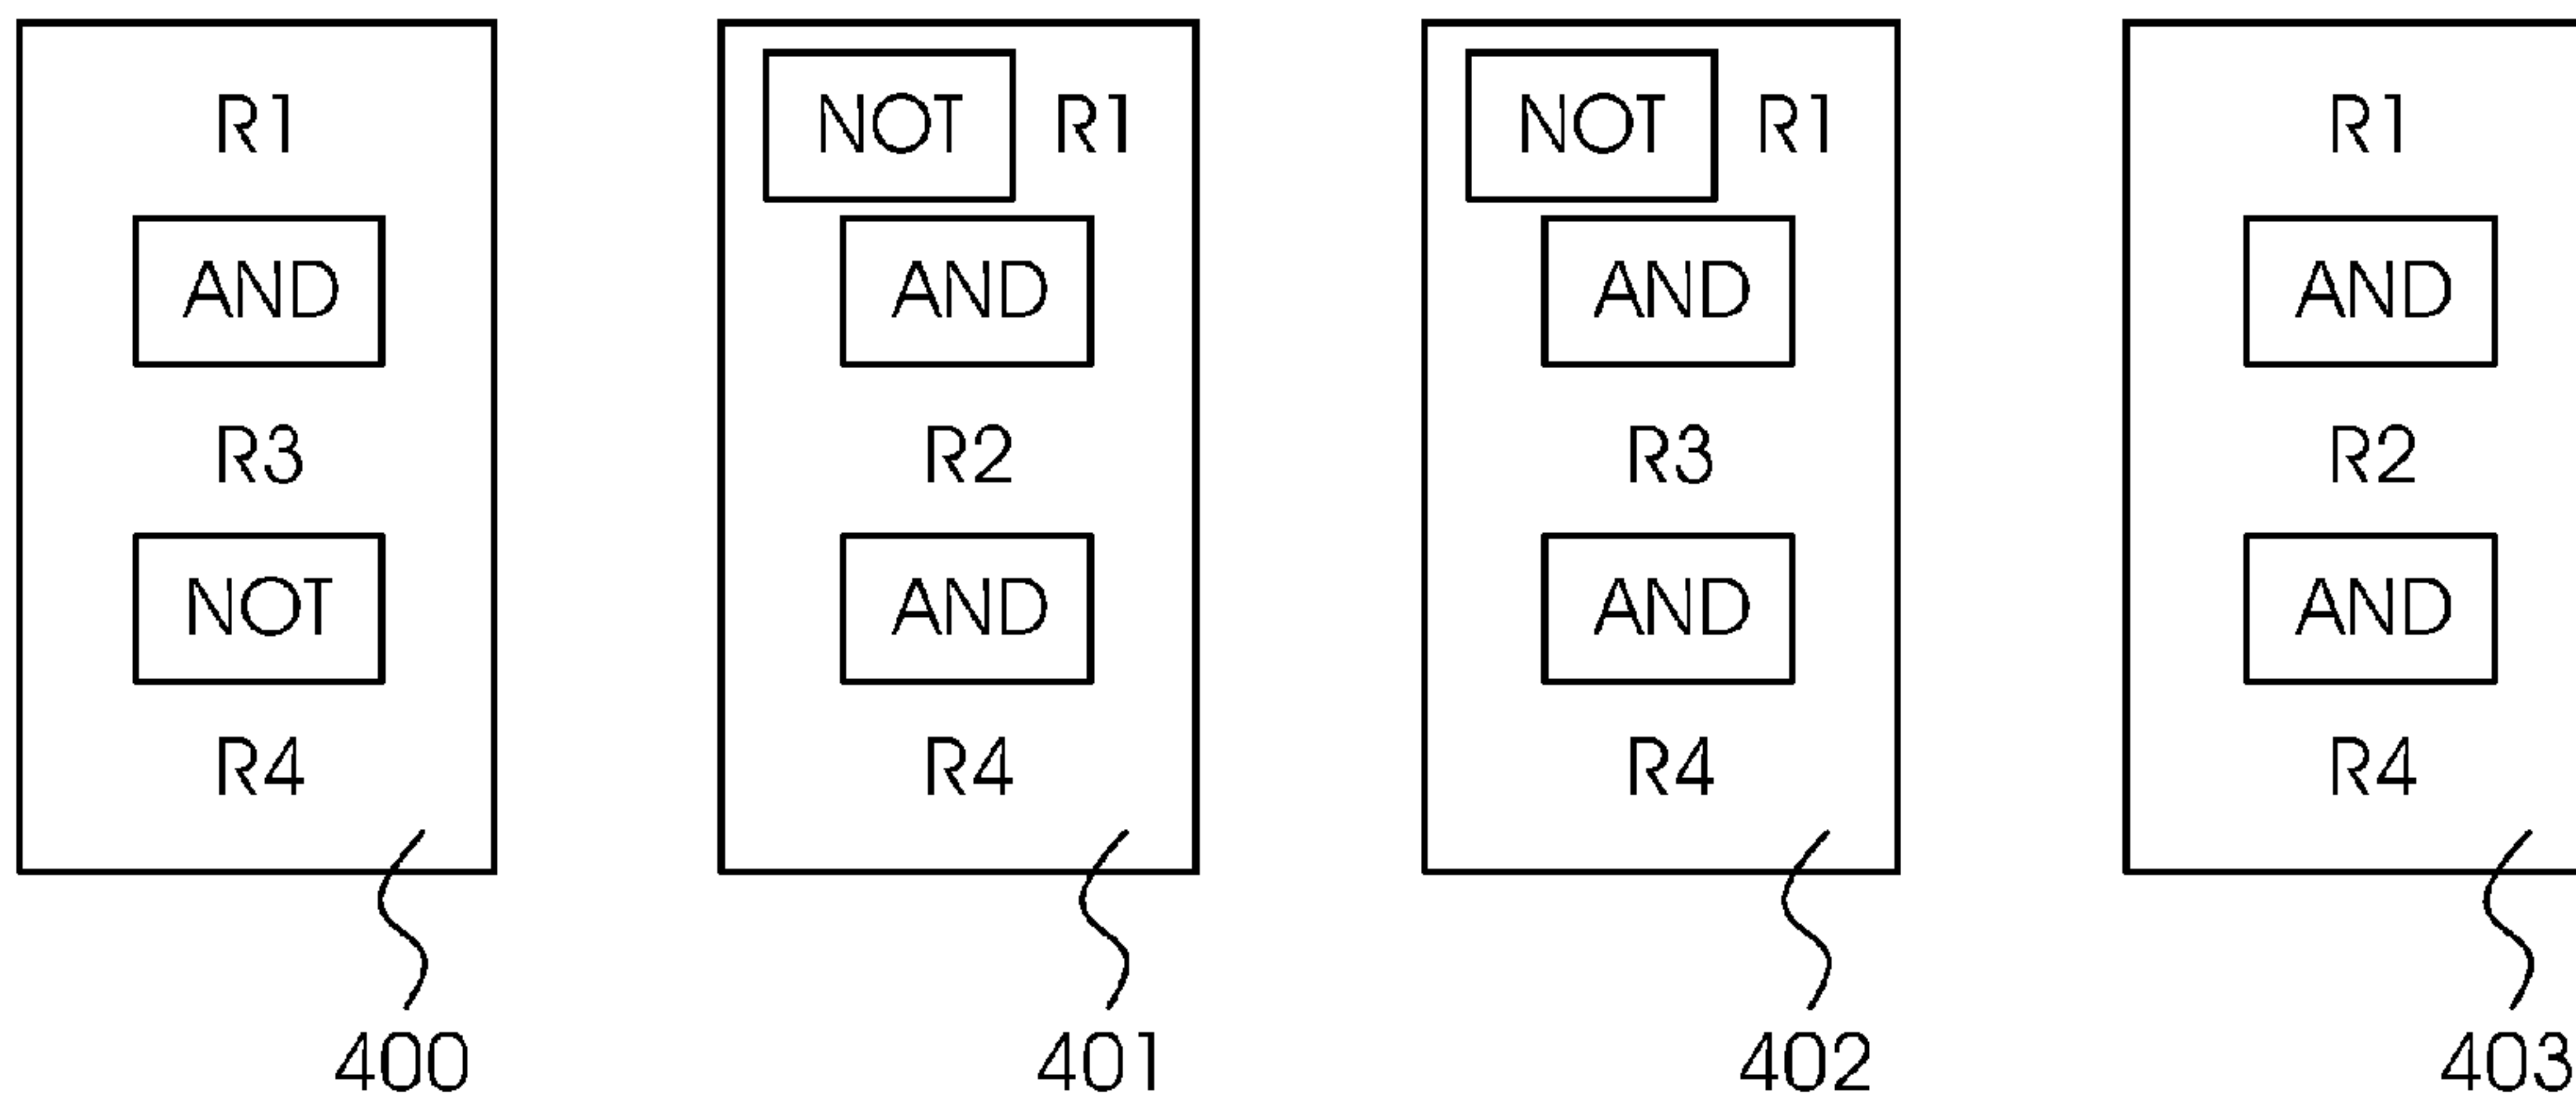 R1
AND
R3
NOT
R4
400
NOT R1
AND
R2
AND
R4
401
NOT R1
AND
R3
AND
R4
402
R1
AND
R2
AND
R4
403